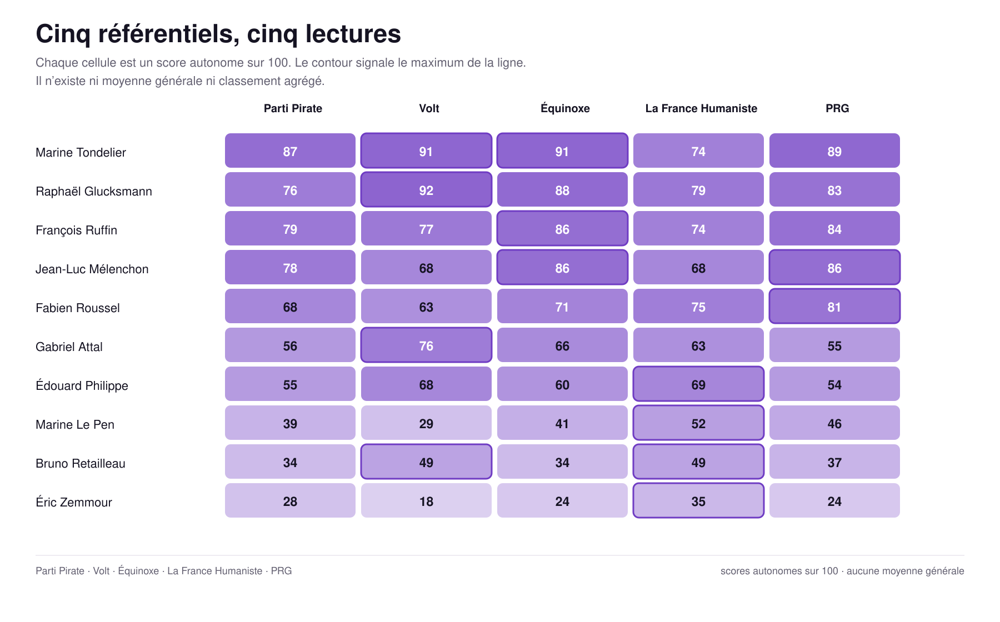 Cinq référentiels, cinq lectures
Chaque cellule est un score autonome sur 100. Le contour signale le maximum de la ligne.
Il n’existe ni moyenne générale ni classement agrégé.
Parti Pirate Volt Équinoxe La France Humaniste PRG
Marine Tondelier 87 91 91 74 89
Raphaël Glucksmann 76 92 88 79 83
François Ruffin 79 77 86 74 84
Jean-Luc Mélenchon 78 68 86 68 86
Fabien Roussel 68 63 71 75 81
Gabriel Attal 56 76 66 63 55
Édouard Philippe 55 68 60 69 54
Marine Le Pen 39 29 41 52 46
Bruno Retailleau 34 49 34 49 37
Éric Zemmour 28 18 24 35 24
Parti Pirate · Volt · Équinoxe · La France Humaniste · PRG scores autonomes sur 100 · aucune moyenne générale